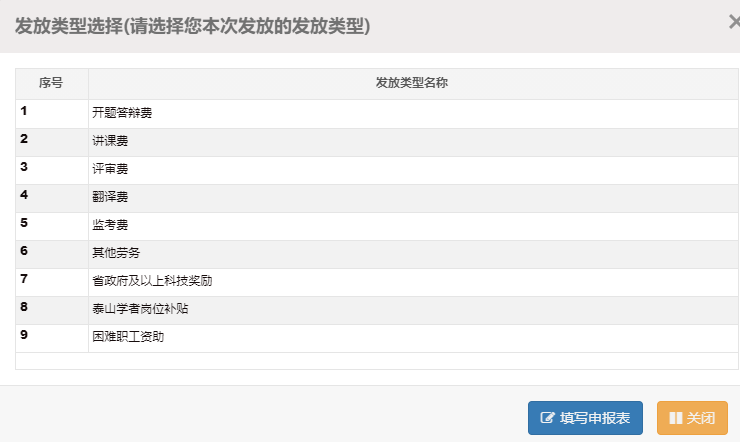 发放类型选择(请选择您本次发放的发放类型)
序号 发放类型名称
1 开题答辩费
2 讲课费
3 评审费
4 翻译费
5 监考费
6 其他劳务
7 省政府及以上科技奖励
8 泰山学者岗位补贴
9 困难职工资助
填写申报表 关闭